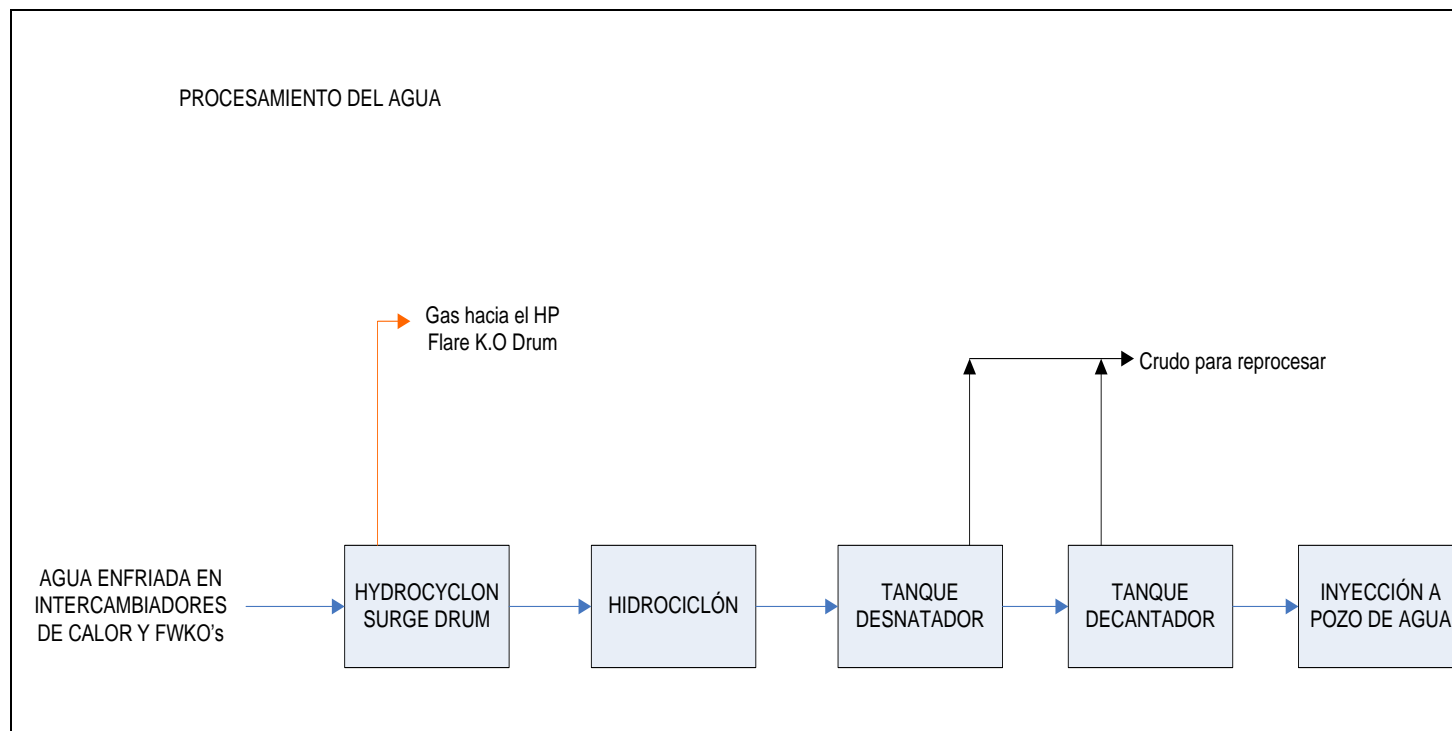 PROCESAMIENTO DEL AGUA
Gas hacia el HP
Flare K.O Drum
Crudo para reprocesar
AGUA ENFRIADA EN
INTERCAMBIADORES
DE CALOR Y FWKO's
HYDROCYCLON
SURGE DRUM
HIDROCICLÓN
TANQUE
DESNATADOR
TANQUE
DECANTADOR
INYECCIÓN A
POZO DE AGUA